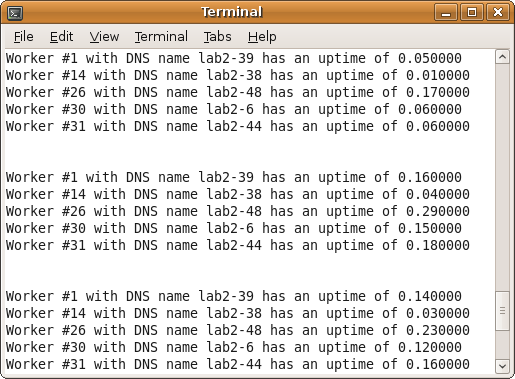 Terminal
File Edit View Terminal Tabs Help
Worker #1 with DNS name lab2-39 has an uptime of 0.050000
Worker #14 with DNS name lab2-38 has an uptime of 0.010000
Worker #26 with DNS name lab2-48 has an uptime of 0.170000
Worker #30 with DNS name lab2-6 has an uptime of 0.060000
Worker #31 with DNS name lab2-44 has an uptime of 0.060000
Worker #1 with DNS name lab2-39 has an uptime of 0.160000
Worker #14 with DNS name lab2-38 has an uptime of 0.040000
Worker #26 with DNS name lab2-48 has an uptime of 0.290000
Worker #30 with DNS name lab2-6 has an uptime of 0.150000
Worker #31 with DNS name lab2-44 has an uptime of 0.180000
Worker #1 with DNS name lab2-39 has an uptime of 0.140000
Worker #14 with DNS name lab2-38 has an uptime of 0.030000
Worker #26 with DNS name lab2-48 has an uptime of 0.230000
Worker #30 with DNS name lab2-6 has an uptime of 0.120000
Worker #31 with DNS name lab2-44 has an uptime of 0.160000